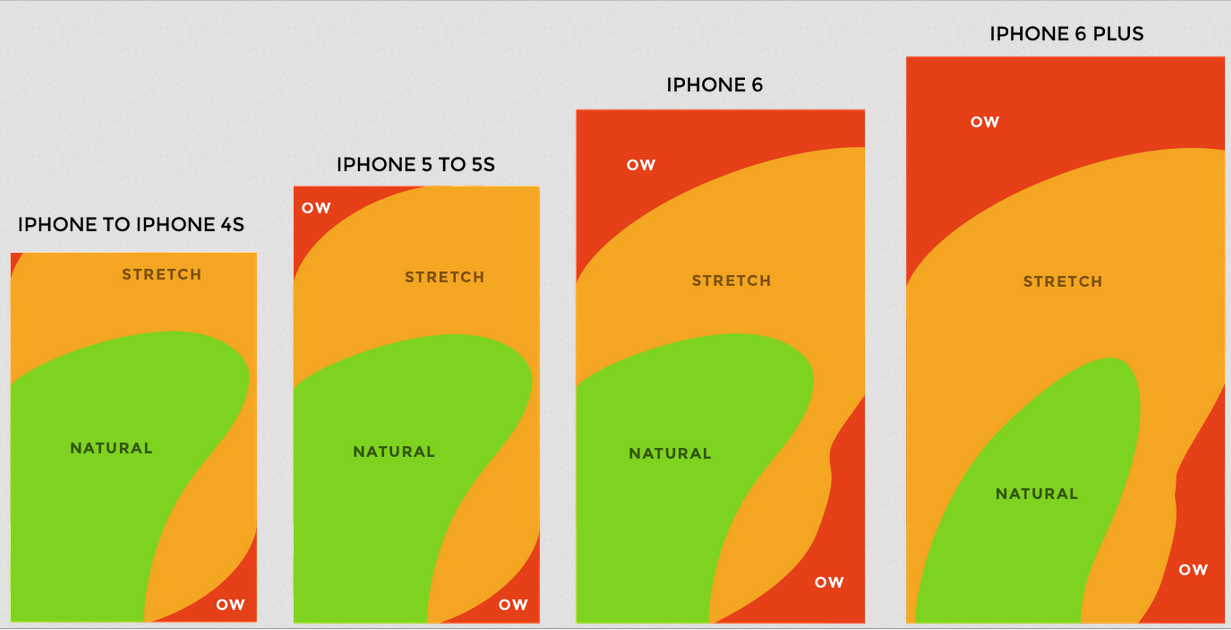 IPHONE TO IPHONE 4S
STRETCH
NATURAL
OW
IPHONE 5 TO 5S
OW
STRETCH
NATURAL
OW
IPHONE 6
OW
STRETCH
NATURAL
OW
IPHONE 6 PLUS
OW
STRETCH
NATURAL
OW